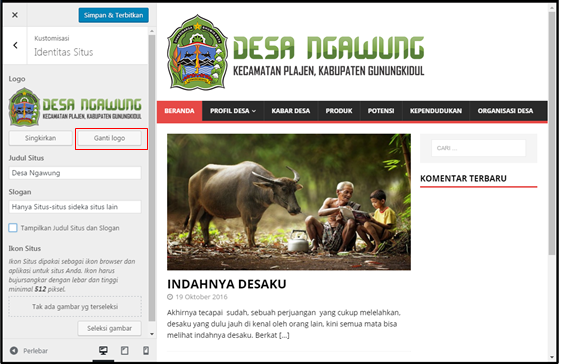 Simpan & Terbitkan
Kustomisasi
Identitas Situs
Logo
DESA NGAWUNG
KECAMATAN PLAJEN, KABUPATEN GUNUNGKIDUL
Singkirkan
Ganti logo
Judul Situs
Desa Ngawung
Slogan
Hanya Situs-situs sideka situs lain
Tampilkan Judul Situs dan Slogan
Ikon Situs
Ikon Situs dipakai sebagai ikon browser dan
aplikasi untuk situs Anda. Ikon harus
bujursangkar dengan lebar dan tinggi
minimal 512 piksel.
Tak ada gambar yg terseleksi
Seleksi gambar
Perlebar
DESA NGAWUNG
KECAMATAN PLAJEN, KABUPATEN GUNUNGKIDUL
BERANDA PROFIL DESA KABAR DESA PRODUK POTENSI KEPENDUDUKAN ORGANISASI DESA
INDAHNYA DESAKU
19 Oktober 2016
Akhirnya tecapai sudah, sebuah perjuangan yang cukup melelahkan,
desaku yang dulu jauh di kenal oleh orang lain, kini semua mata bisa
melihat indahnya desaku. Berkat [...]
CARI ...
KOMENTAR TERBARU